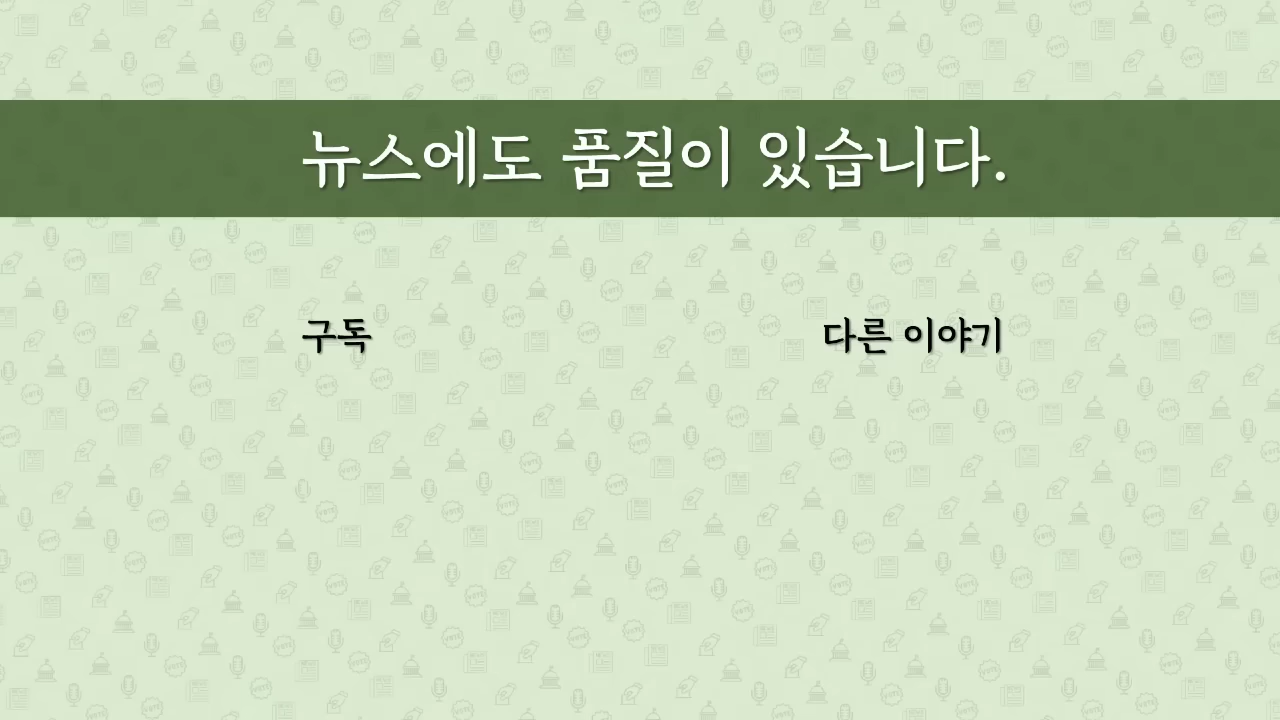 뉴스에도 품질이 있습니다.
구독
다른 이야기